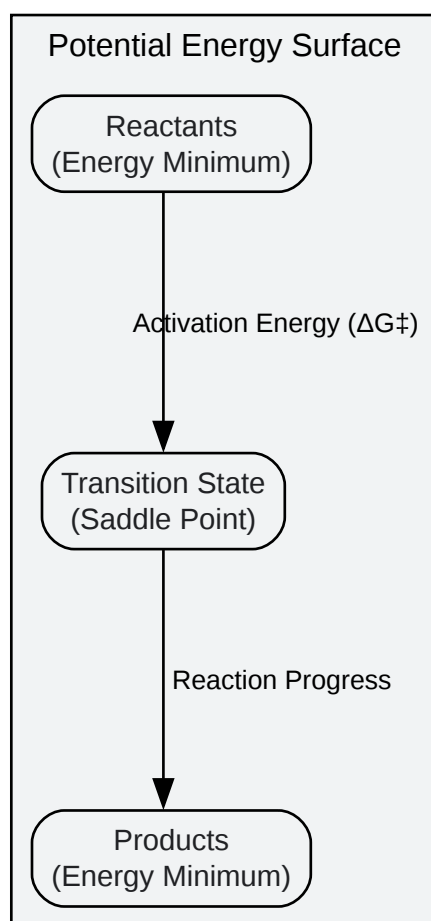 Potential Energy Surface
Reactants
(Energy Minimum)
Activation Energy (ΔG‡)
Transition State
(Saddle Point)
Reaction Progress
Products
(Energy Minimum)